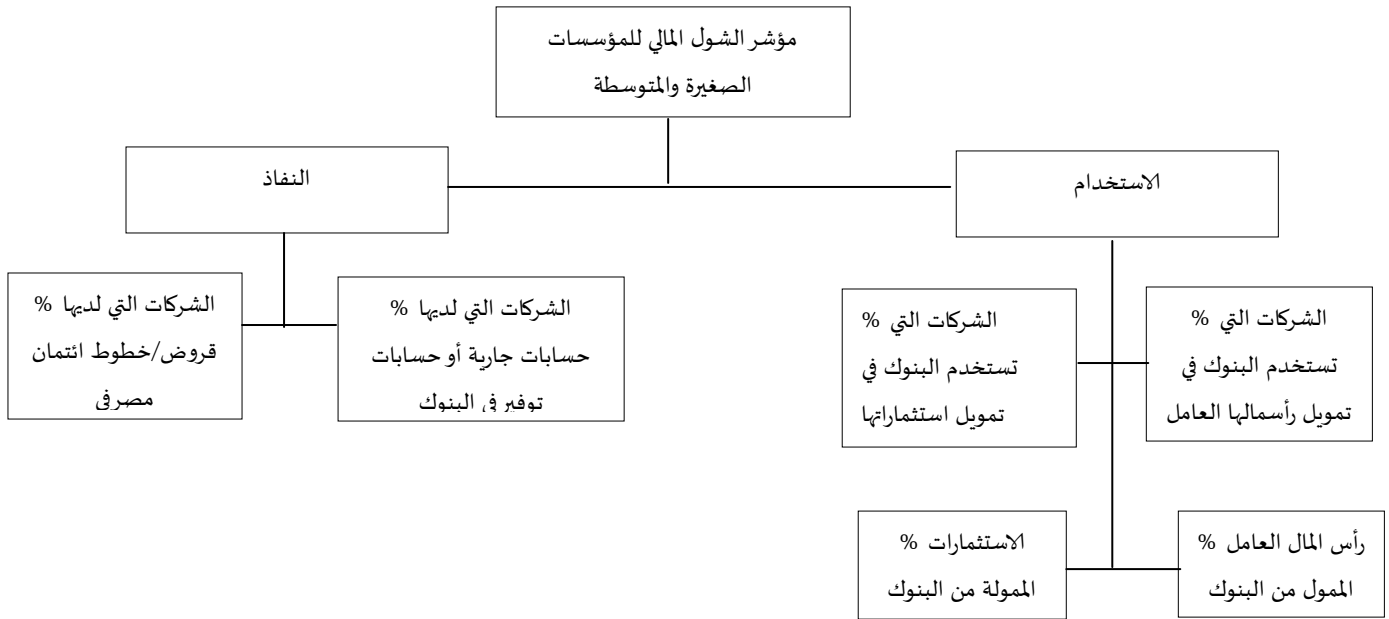 مؤشر الشول المالي للمؤسسات
الصغيرة والمتوسطة
الاستخدام
النفاذ
الشركات التي لديها %
حسابات جارية أو حسابات
توفير في البنوك
الشركات التي لديها %
قروض/خطوط ائتمان
مصرفي
الشركات التي %
تستخدم البنوك في
تمويل رأسمالها العامل
الشركات التي %
تستخدم البنوك في
تمويل استثماراتها
رأس المال العامل %
الممول من البنوك
الاستثمارات %
الممولة من البنوك